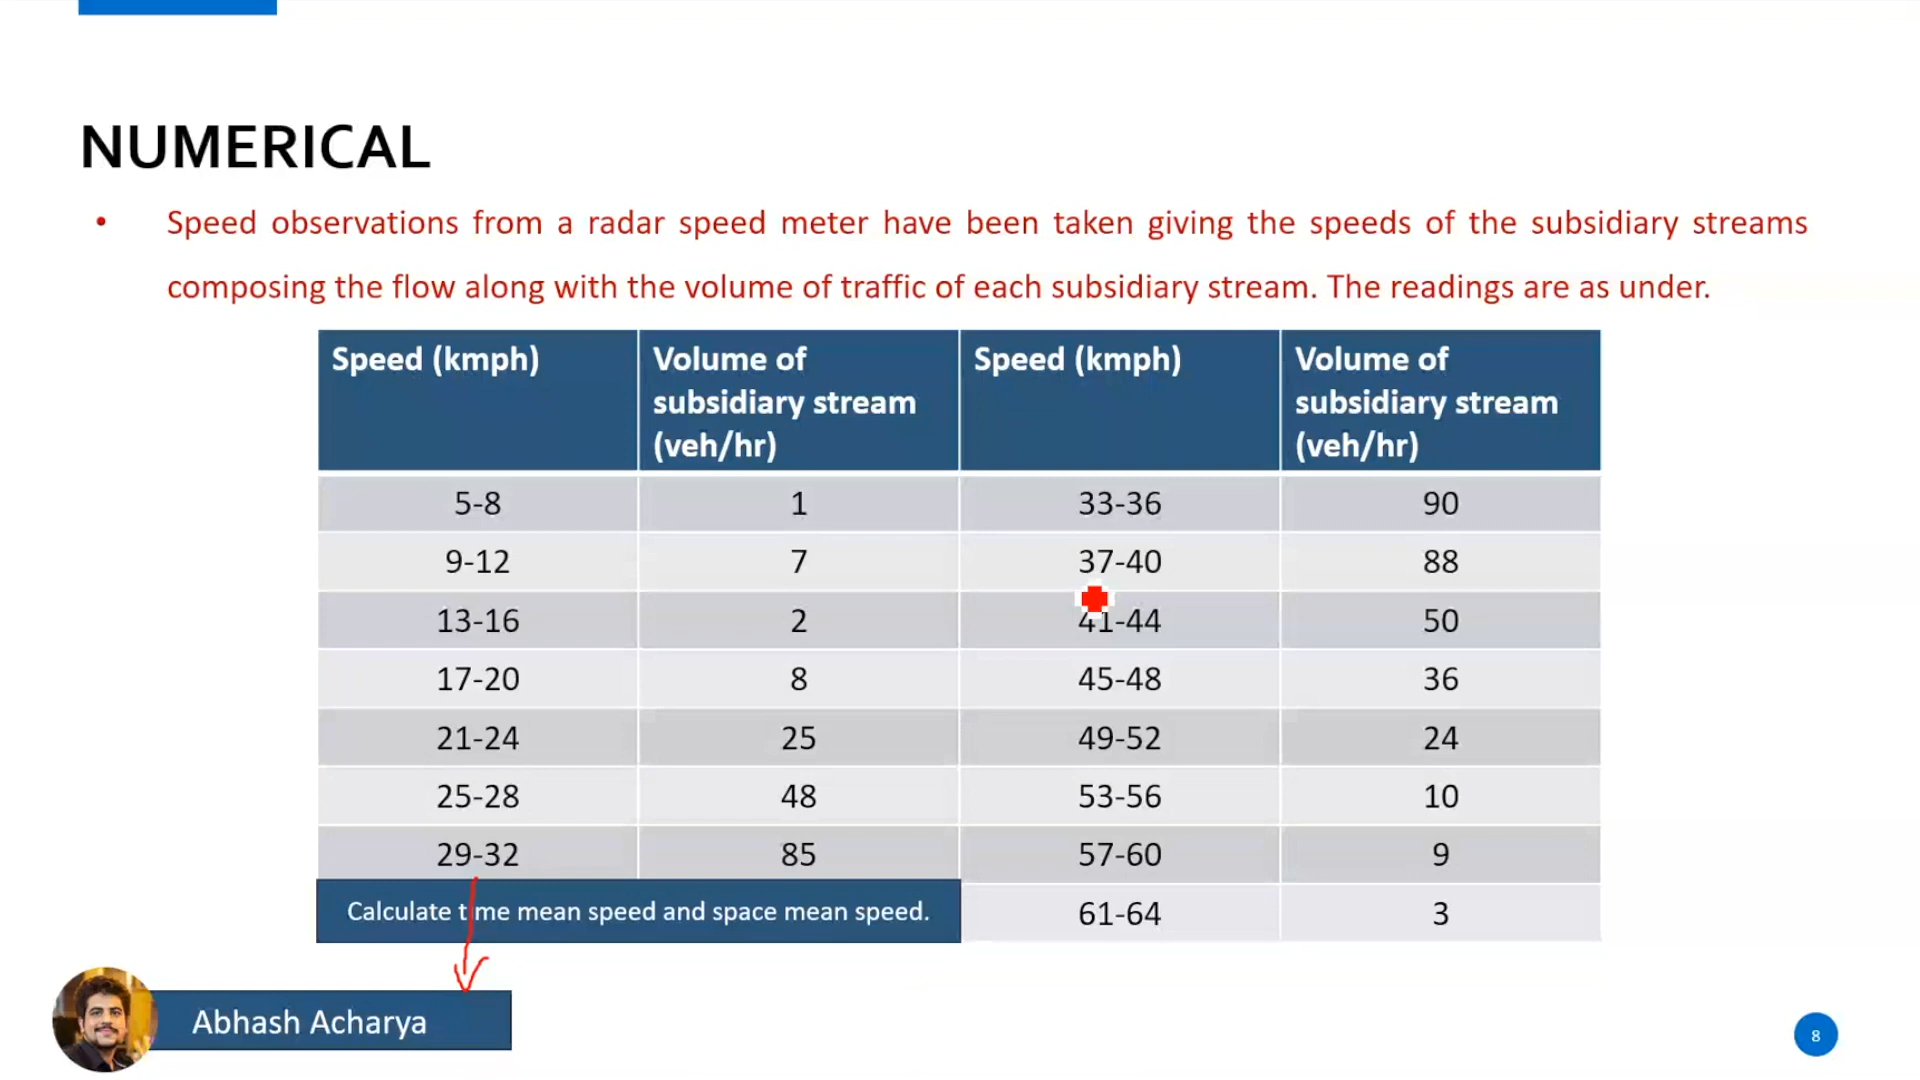 NUMERICAL
• Speed observations from a radar speed meter have been taken giving the speeds of the subsidiary streams
composing the flow along with the volume of traffic of each subsidiary stream. The readings are as under.
Speed (kmph) Volume of subsidiary stream (veh/hr) Speed (kmph) Volume of subsidiary stream (veh/hr)
5-8 1 33-36 90
9-12 7 37-40 88
13-16 2 41-44 50
17-20 8 45-48 36
21-24 25 49-52 24
25-28 48 53-56 10
29-32 85 57-60 9
Calculate time mean speed and space mean speed. 61-64 3
Abhash Acharya
8